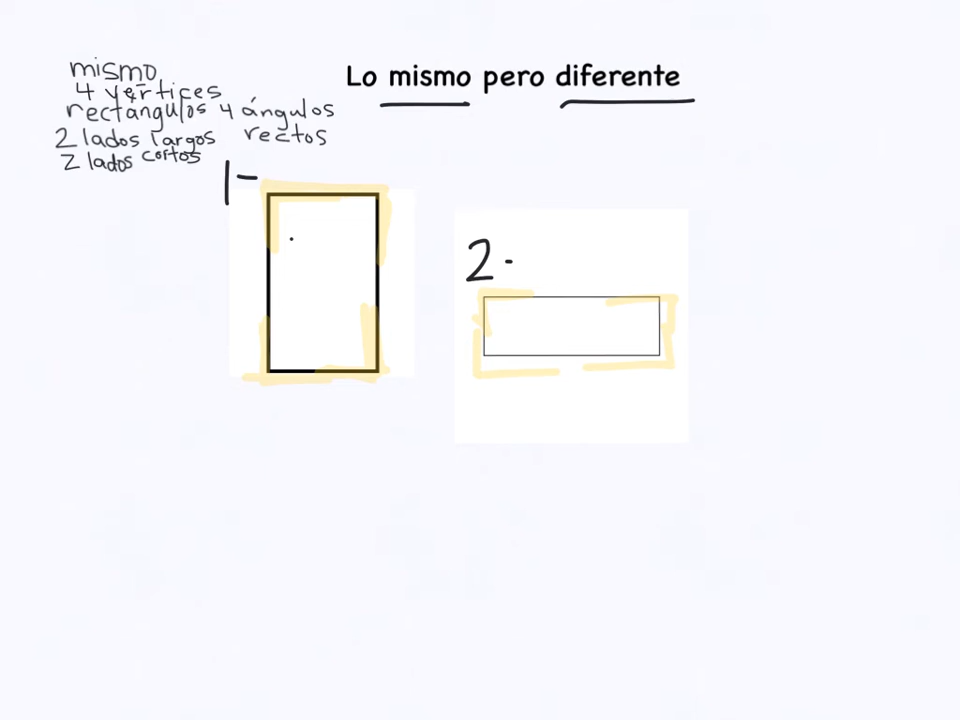 Lo mismo pero diferente
mismo
4 vértices
rectángulos 4 ángulos
2 lados largos rectos
2 lados cortos
1-
2-